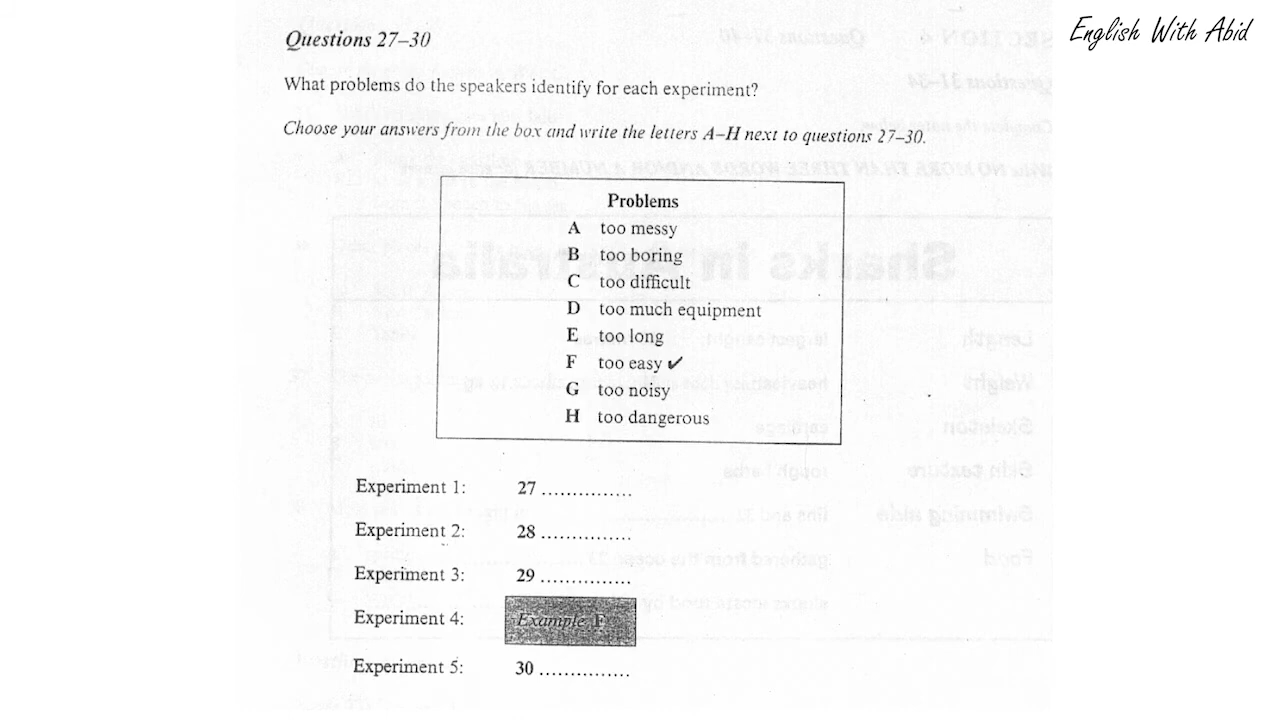 English With Abid
Questions 27–30
What problems do the speakers identify for each experiment?
Choose your answers from the box and write the letters A–H next to questions 27–30.
Problems
A too messy
B too boring
C too difficult
D too much equipment
E too long
F too easy ✓
G too noisy
H too dangerous
Experiment 1: 27 ...............
Experiment 2: 28 ...............
Experiment 3: 29 ...............
Experiment 4: Example F
Experiment 5: 30 ...............